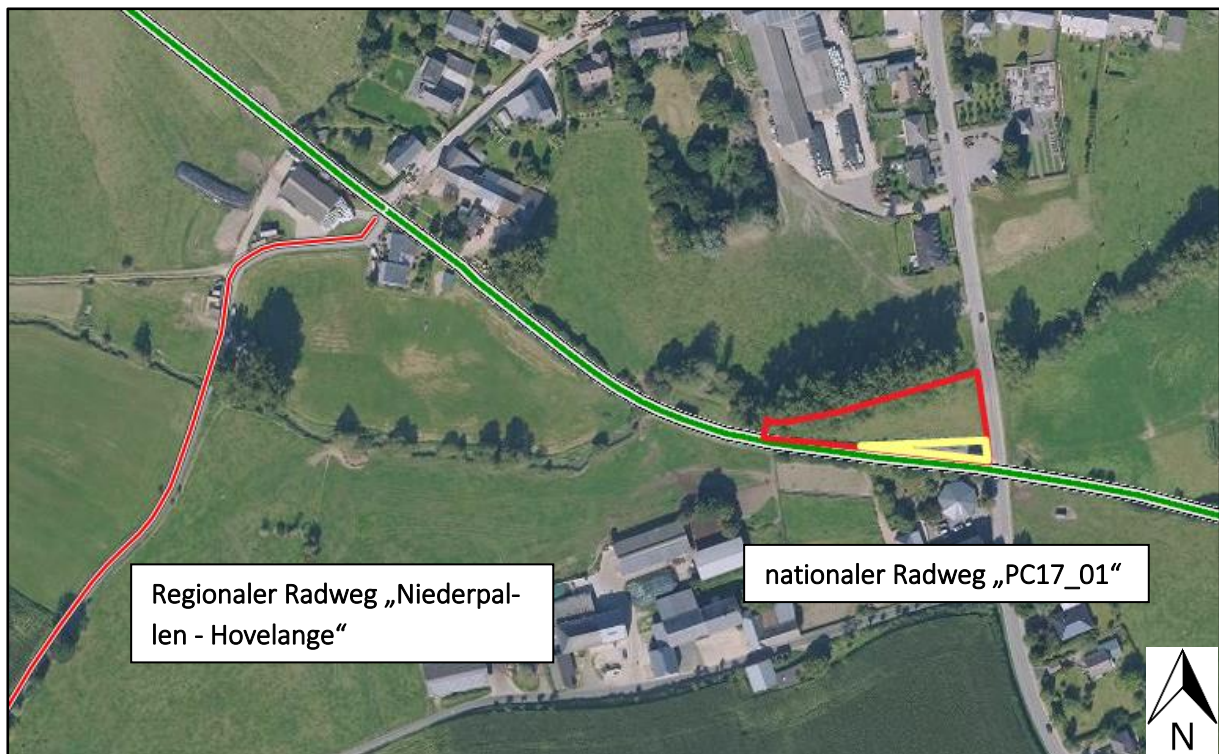 Regionaler Radweg „Niederpal-
len - Hovelange“
nationaler Radweg „PC17_01“
N